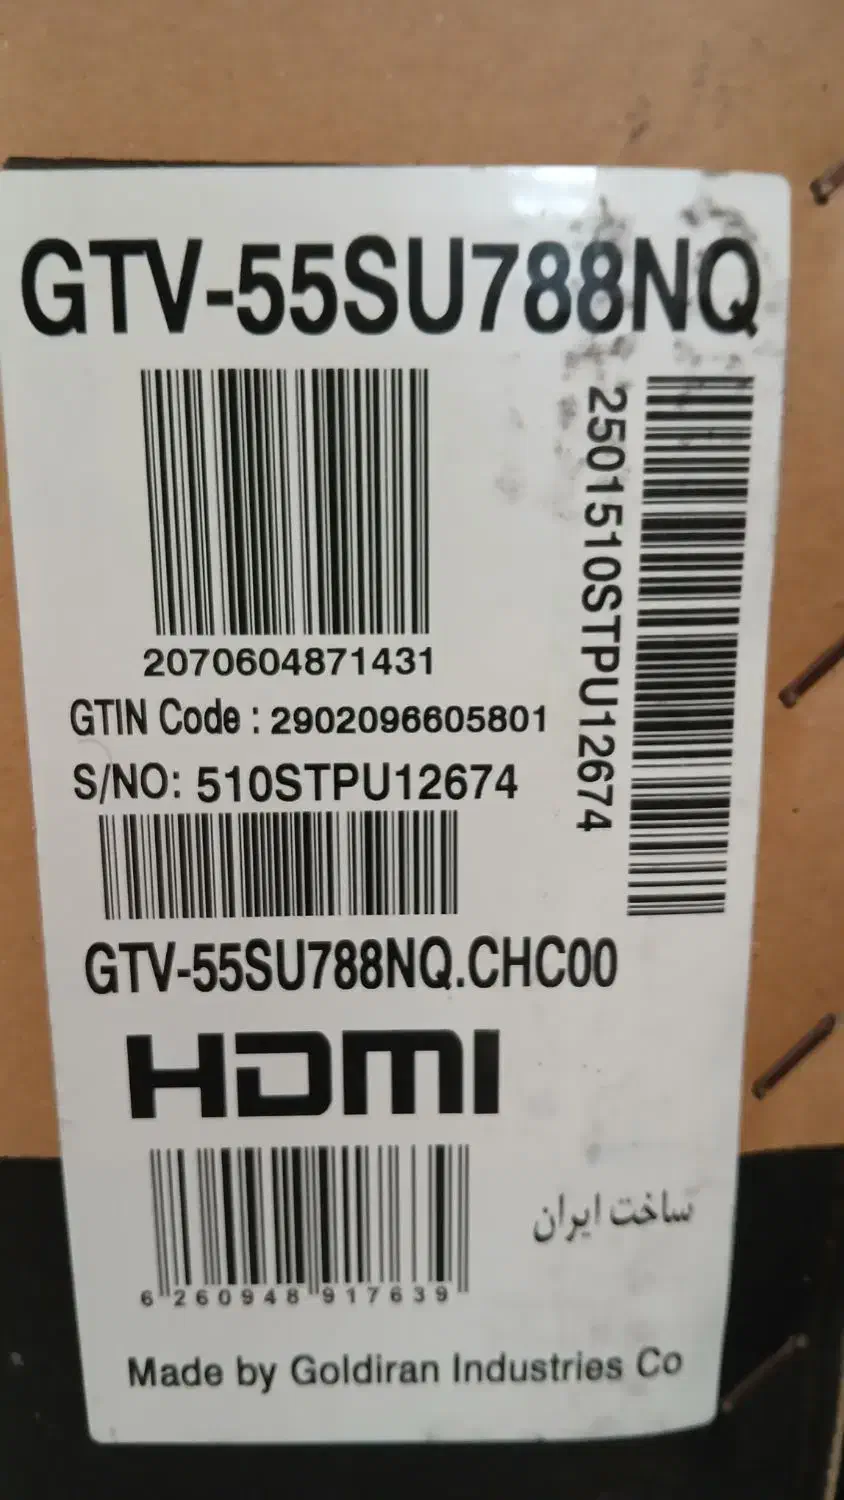 GTV-55SU788NQ
2501510STPU12674
2070604871431
GTIN Code : 2902096605801
S/NO: 510STPU12674
GTV-55SU788NQ.CHC00
HDMI
ساخت ایران
6 260948 917639
Made by Goldiran Industries Co